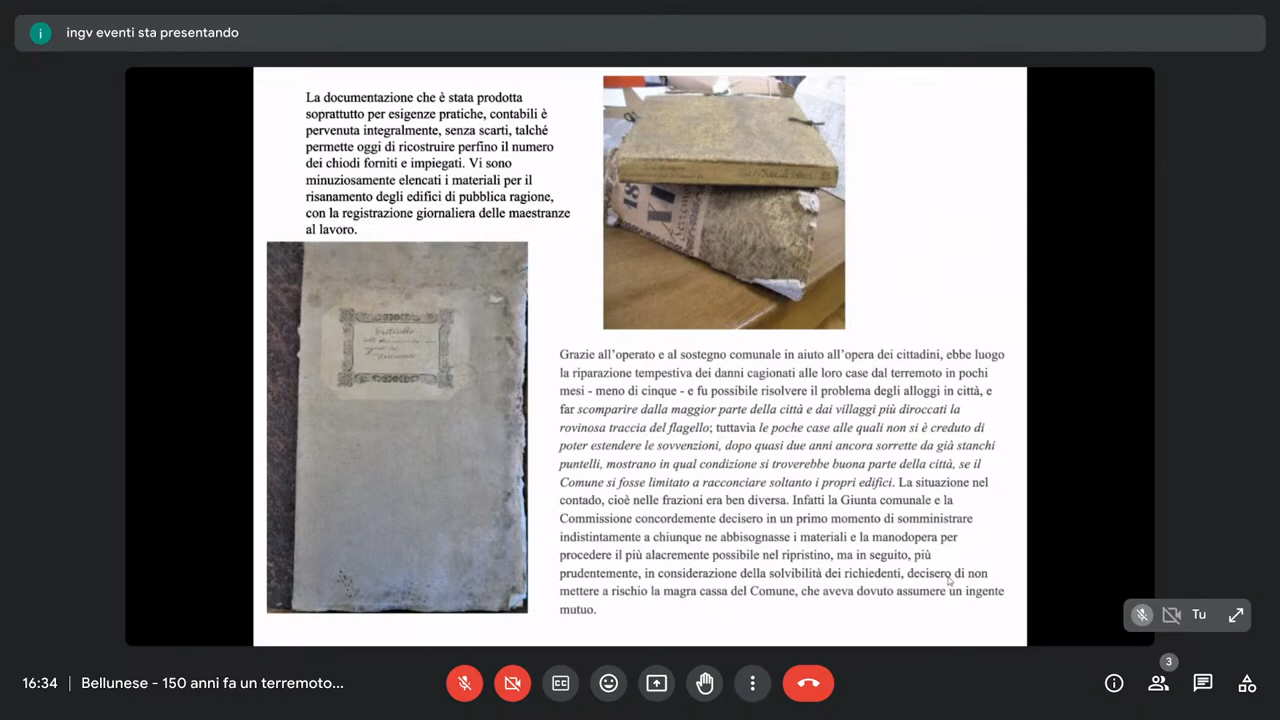 i
ingv eventi sta presentando
La documentazione che è stata prodotta
soprattutto per esigenze pratiche, contabili è
pervenuta integralmente, senza scarti, talché
permette oggi di ricostruire perfino il numero
dei chiodi forniti e impiegati. Vi sono
minuziosamente elencati i materiali per il
risanamento degli edifici di pubblica ragione,
con la registrazione giornaliera delle maestranze
al lavoro.
Grazie all’operato e al sostegno comunale in aiuto all’opera dei cittadini, ebbe luogo
la riparazione tempestiva dei danni cagionati alle loro case dal terremoto in pochi
mesi - meno di cinque - e fu possibile risolvere il problema degli alloggi in città, e
far scomparire dalla maggior parte della città e dai villaggi più diroccati la
rovinosa traccia del flagello; tuttavia le poche case alle quali non si è creduto di
poter estendere le sovvenzioni, dopo quasi due anni ancora sorrette da già stanchi
puntelli, mostrano in qual condizione si troverebbe buona parte della città, se il
Comune si fosse limitato a racconciare soltanto i propri edifici. La situazione nel
contado, cioè nelle frazioni era ben diversa. Infatti la Giunta comunale e la
Commissione concordemente decisero in un primo momento di somministrare
indistintamente a chiunque ne abbisognasse i materiali e la manodopera per
procedere il più alacremente possibile nel ripristino, ma in seguito, più
prudentemente, in considerazione della solvibilità dei richiedenti, decisero di non
mettere a rischio la magra cassa del Comune, che aveva dovuto assumere un ingente
mutuo.
Tu
16:34 | Bellunese - 150 anni fa un terremoto...
CC
3